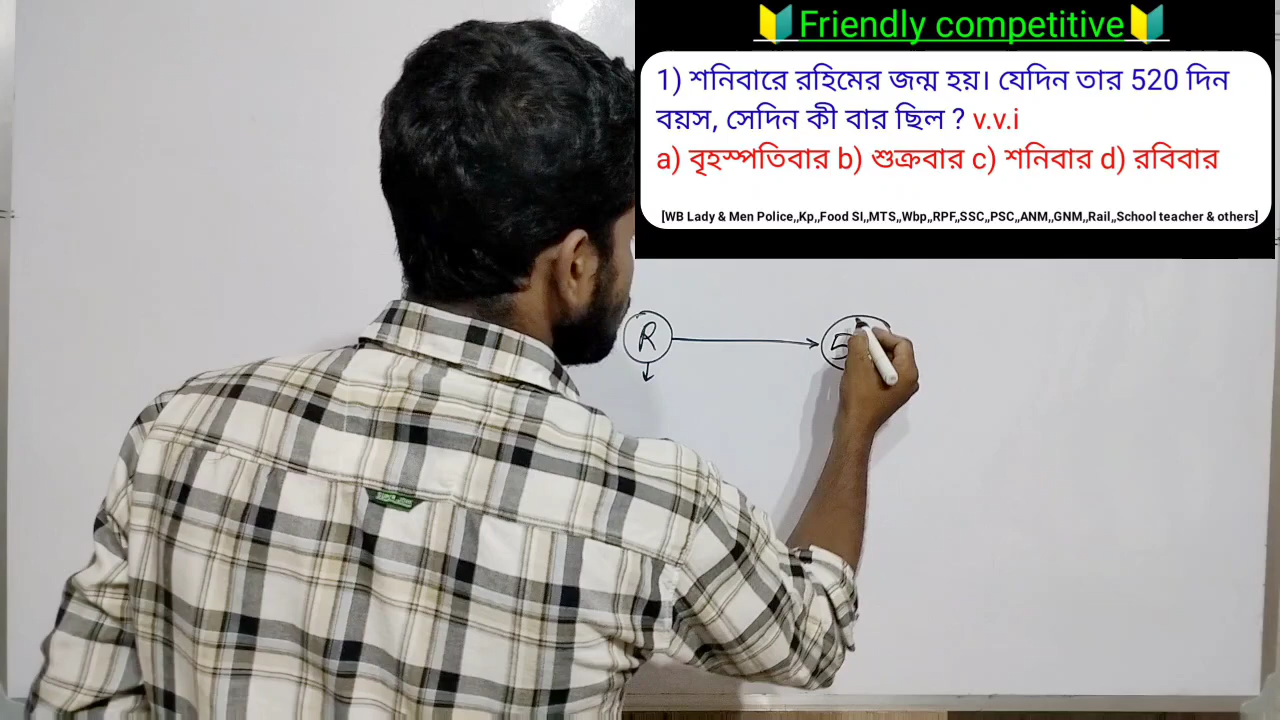 🔰Friendly competitive🔰
1) শনিবারে রহিমের জন্ম হয়। যেদিন তার 520 দিন
বয়স, সেদিন কী বার ছিল ? v.v.i
a) বৃহস্পতিবার b) শুক্রবার c) শনিবার d) রবিবার
[WB Lady & Men Police,,Kp,,Food SI,,MTS,,Wbp,,RPF,,SSC,,PSC,,ANM,,GNM,,Rail,,School teacher & others]
R 5